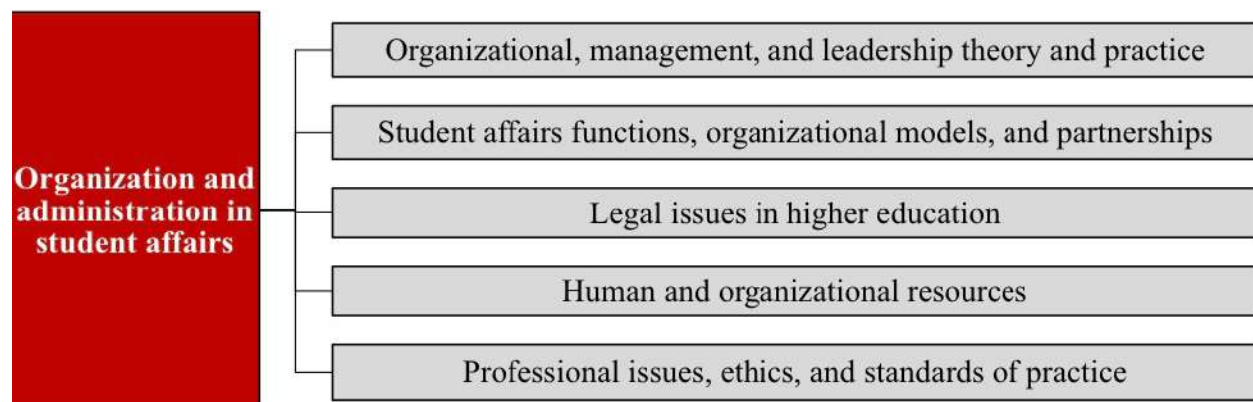 Organization and
administration in
student affairs
Organizational, management, and leadership theory and practice
Student affairs functions, organizational models, and partnerships
Legal issues in higher education
Human and organizational resources
Professional issues, ethics, and standards of practice